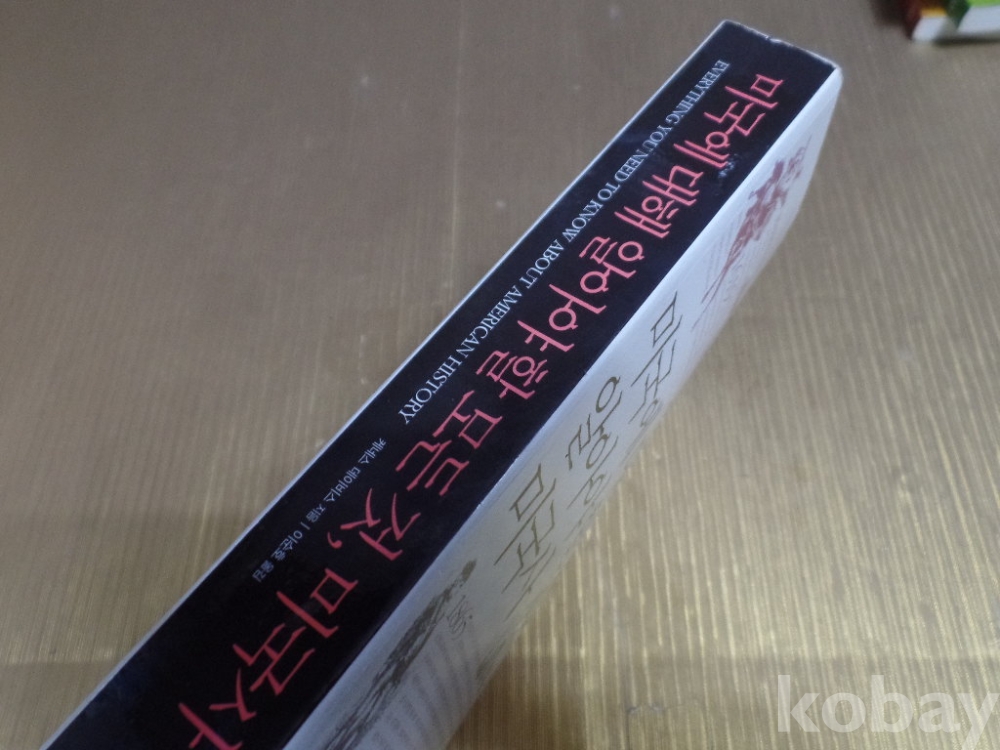 미국에 대해 알아야할 모든 것, 미국사
EVERYTHING YOU NEED TO KNOW ABOUT AMERICAN HISTORY
케네스 데이비스 지음 | 이순호 옮김
kobay